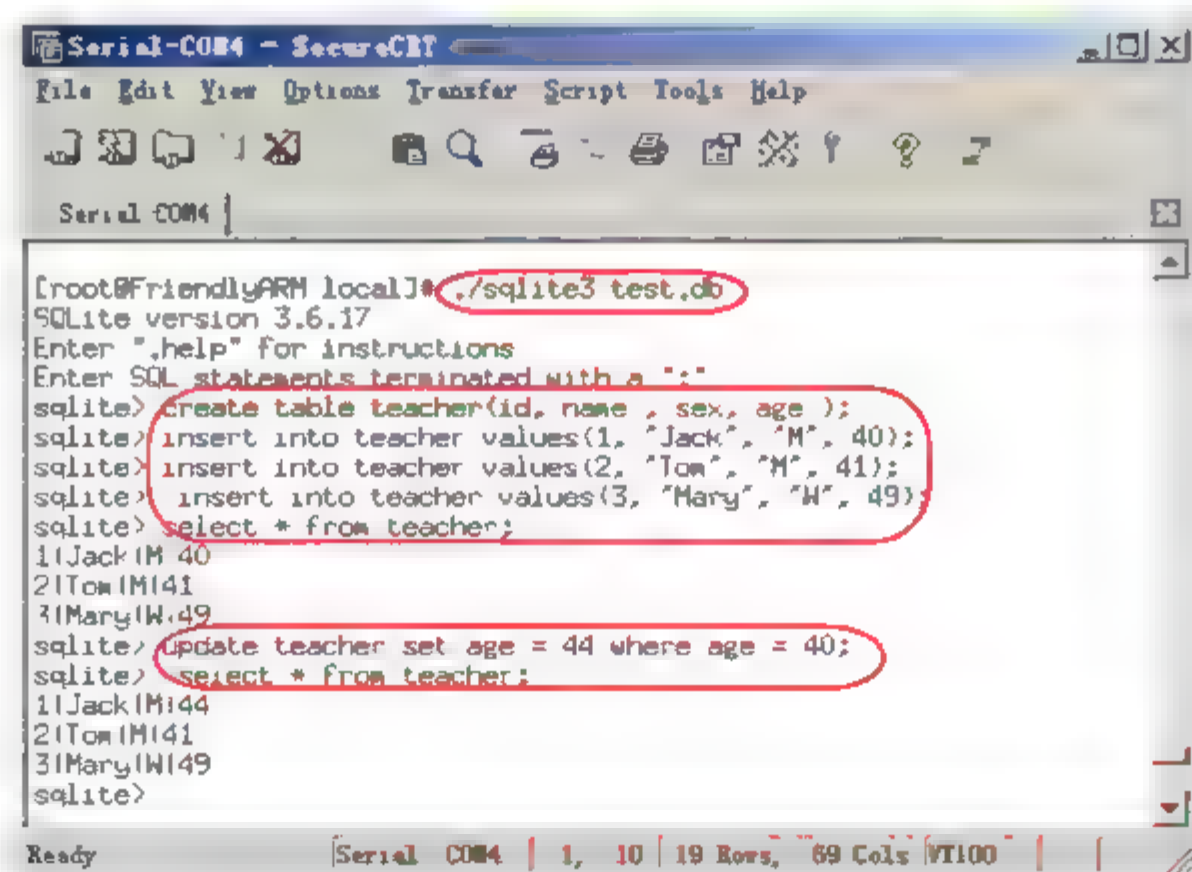 Serial-COM4 - SecureCRT
File Edit View Options Transfer Script Tools Help
Serial COM4
[root@FriendlyARM local]# ./sqlite3 test.db
SQLite version 3.6.17
Enter ".help" for instructions
Enter SQL statements terminated with a ";"
sqlite> create table teacher(id, name , sex, age );
sqlite> insert into teacher values(1, "Jack", "M", 40);
sqlite> insert into teacher values(2, "Tom", "M", 41);
sqlite>  insert into teacher values(3, "Mary", "W", 49);
sqlite> select * from teacher;
1|Jack|M|40
2|Tom|M|41
3|Mary|W|49
sqlite> update teacher set age = 44 where age = 40;
sqlite>  select * from teacher;
1|Jack|M|44
2|Tom|M|41
3|Mary|W|49
sqlite>
Ready Serial COM4 1, 10 19 Rows, 69 Cols VT100